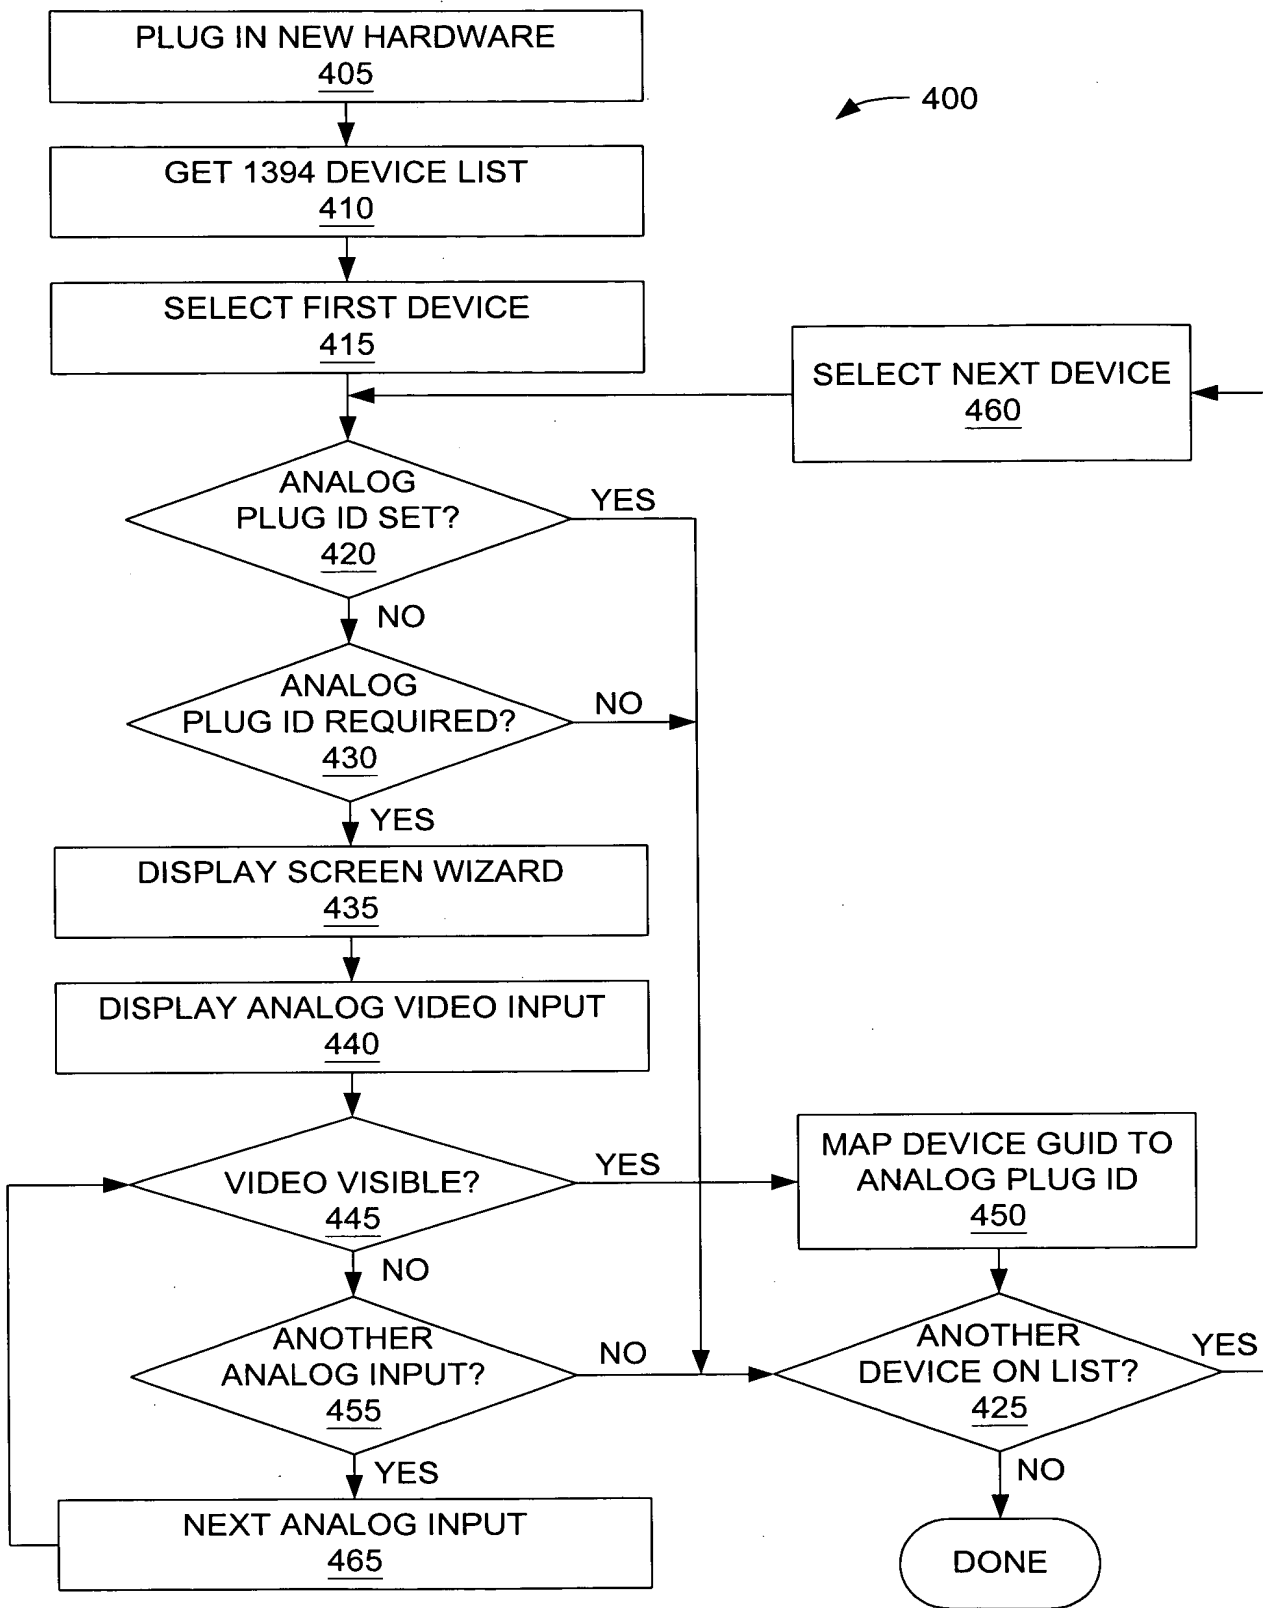 PLUG IN NEW HARDWARE
405
400
GET 1394 DEVICE LIST
410
SELECT FIRST DEVICE
415
SELECT NEXT DEVICE
460
ANALOG
PLUG ID SET?
420
YES
NO
ANALOG
PLUG ID REQUIRED?
430
NO
YES
DISPLAY SCREEN WIZARD
435
DISPLAY ANALOG VIDEO INPUT
440
VIDEO VISIBLE?
445
YES
NO
MAP DEVICE GUID TO
ANALOG PLUG ID
450
ANOTHER
ANALOG INPUT?
455
NO
YES
ANOTHER
DEVICE ON LIST?
425
YES
NO
NEXT ANALOG INPUT
465
DONE